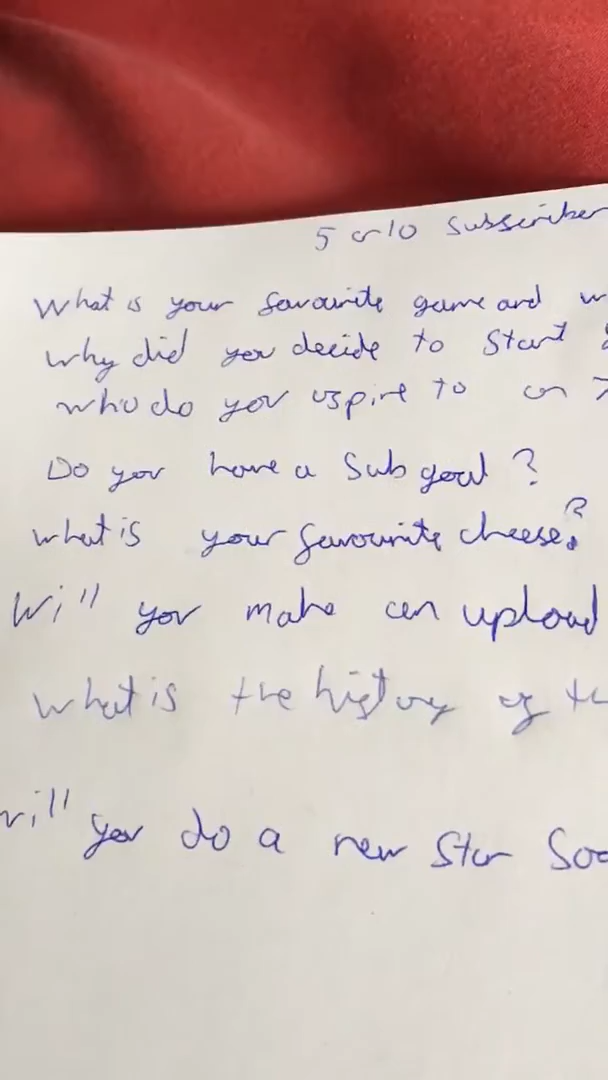 5 or 10 subscriber
What is your favourite game and w
why did you decide to start
who do you aspire to
Do you have a Sub goal ?
what is your favourite cheese?
Will you make an upload
What is the history of th
will you do a new Star Soo